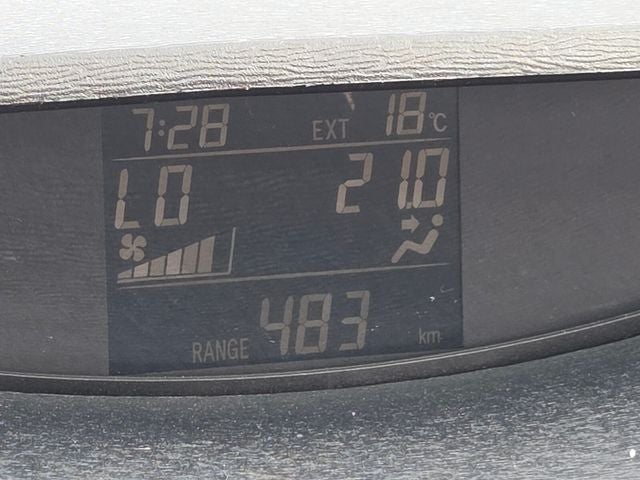 7:28 EXT 18°C
LO 21.0
RANGE 483 km